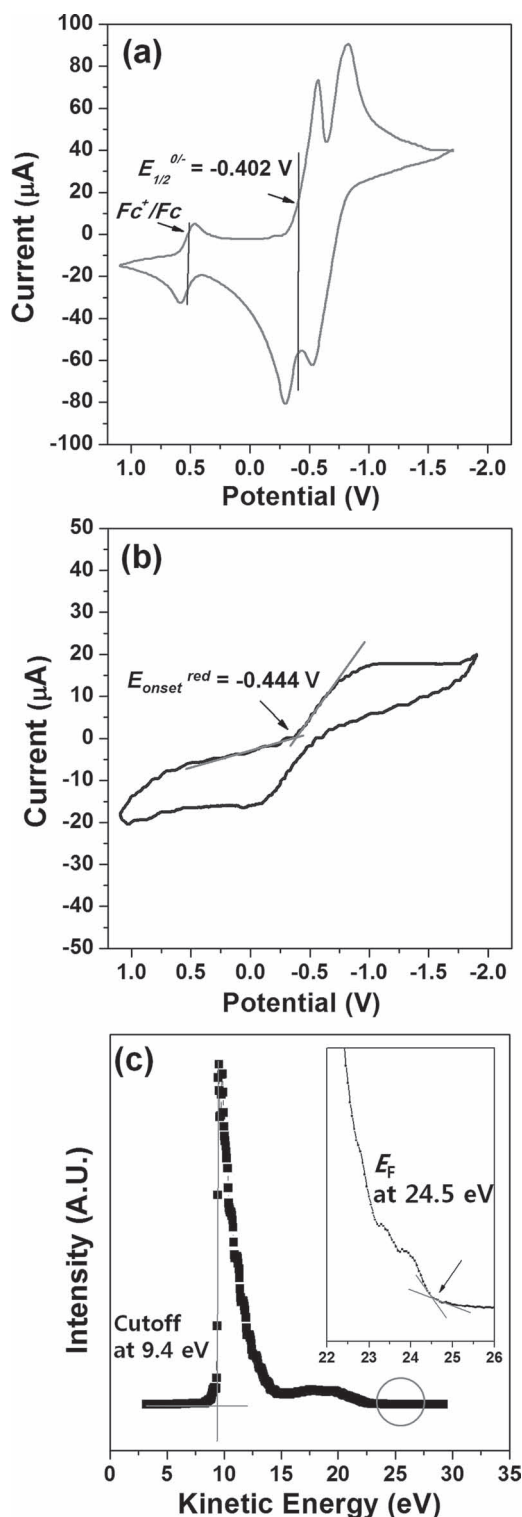 (a)
100
80
60
40
20
0
-20
-40
-60
-80
-100
Current (μA)
E1/2 0/- = -0.402 V
Fc+/Fc
1.0 0.5 0.0 -0.5 -1.0 -1.5 -2.0
Potential (V)
(b)
50
40
30
20
10
0
-10
-20
-30
-40
-50
Current (μA)
Eonset red = -0.444 V
1.0 0.5 0.0 -0.5 -1.0 -1.5 -2.0
Potential (V)
(c)
Intensity (A.U.)
EF
at 24.5 eV
22 23 24 25 26
Cutoff
at 9.4 eV
0 5 10 15 20 25 30 35
Kinetic Energy (eV)